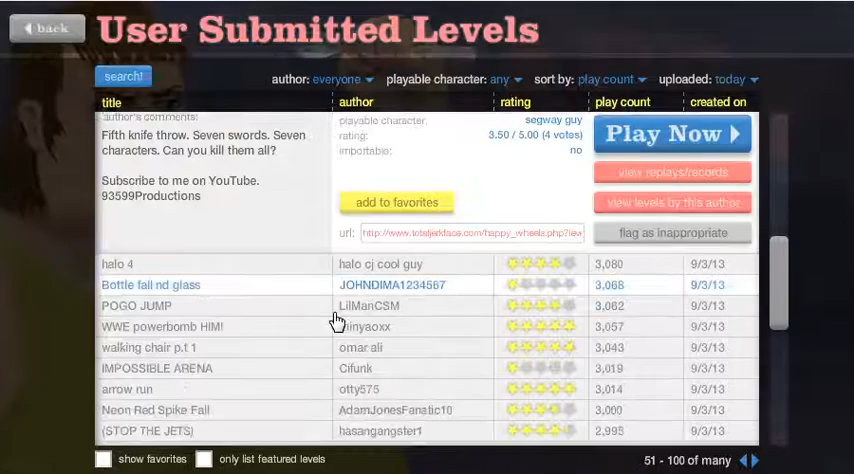 back
User Submitted Levels
search!
author: everyone playable character: any sort by: play count uploaded: today
title author rating play count created on
author's comments:
Fifth knife throw. Seven swords. Seven
characters. Can you kill them all?
Subscribe to me on YouTube.
93599Productions
playable character: segway guy
rating: 3.50 / 5.00 (4 votes)
importable: no
add to favorites
url: http://www.totaljerkface.com/happy_wheels.php?lev
Play Now
view replays/records
view levels by this author
flag as inappropriate
halo 4 halo cj cool guy 3,080 9/3/13
Bottle fail nd glass JOHNDIMA1234567 3,068 9/3/13
POGO JUMP LilManCSM 3,062 9/3/13
WWE powerbomb HIM! 3,057 9/3/13
walking chair p.t 1 omar ali 3,043 9/3/13
IMPOSSIBLE ARENA Cifunk 3,019 9/3/13
arrow run otty575 3,014 9/3/13
Neon Red Spike Fall AdamJonesFanatic10 3,000 9/3/13
(STOP THE JETS) hasangangster1 2,995 9/3/13
show favorites only list featured levels 51 - 100 of many